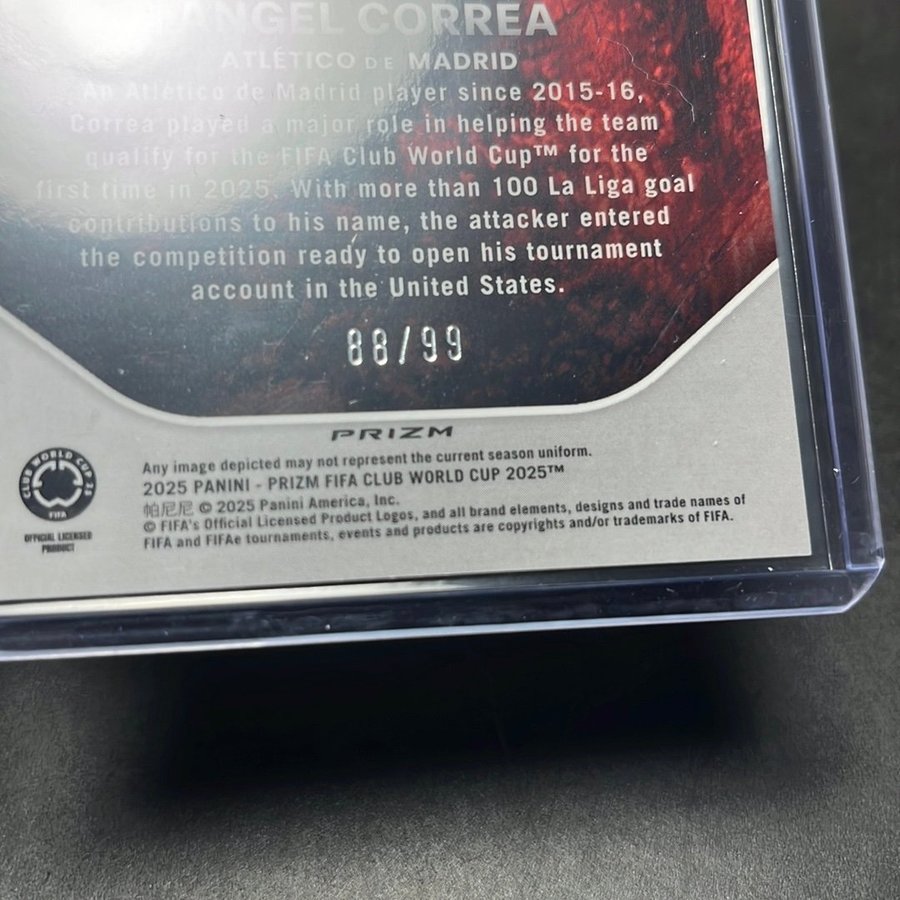 ÁNGEL CORREA
ATLÉTICO DE MADRID
An Atlético de Madrid player since 2015-16,
Correa played a major role in helping the team
qualify for the FIFA Club World Cup™ for the
first time in 2025. With more than 100 La Liga goal
contributions to his name, the attacker entered
the competition ready to open his tournament
account in the United States.
88/99
PRIZM
CLUB WORLD CUP 25
FIFA
OFFICIAL LICENSED
PRODUCT
Any image depicted may not represent the current season uniform.
2025 PANINI - PRIZM FIFA CLUB WORLD CUP 2025™
帕尼尼 © 2025 Panini America, Inc.
© FIFA's Official Licensed Product Logos, and all brand elements, designs and trade names of
FIFA and FIFAe tournaments, events and products are copyrights and/or trademarks of FIFA.